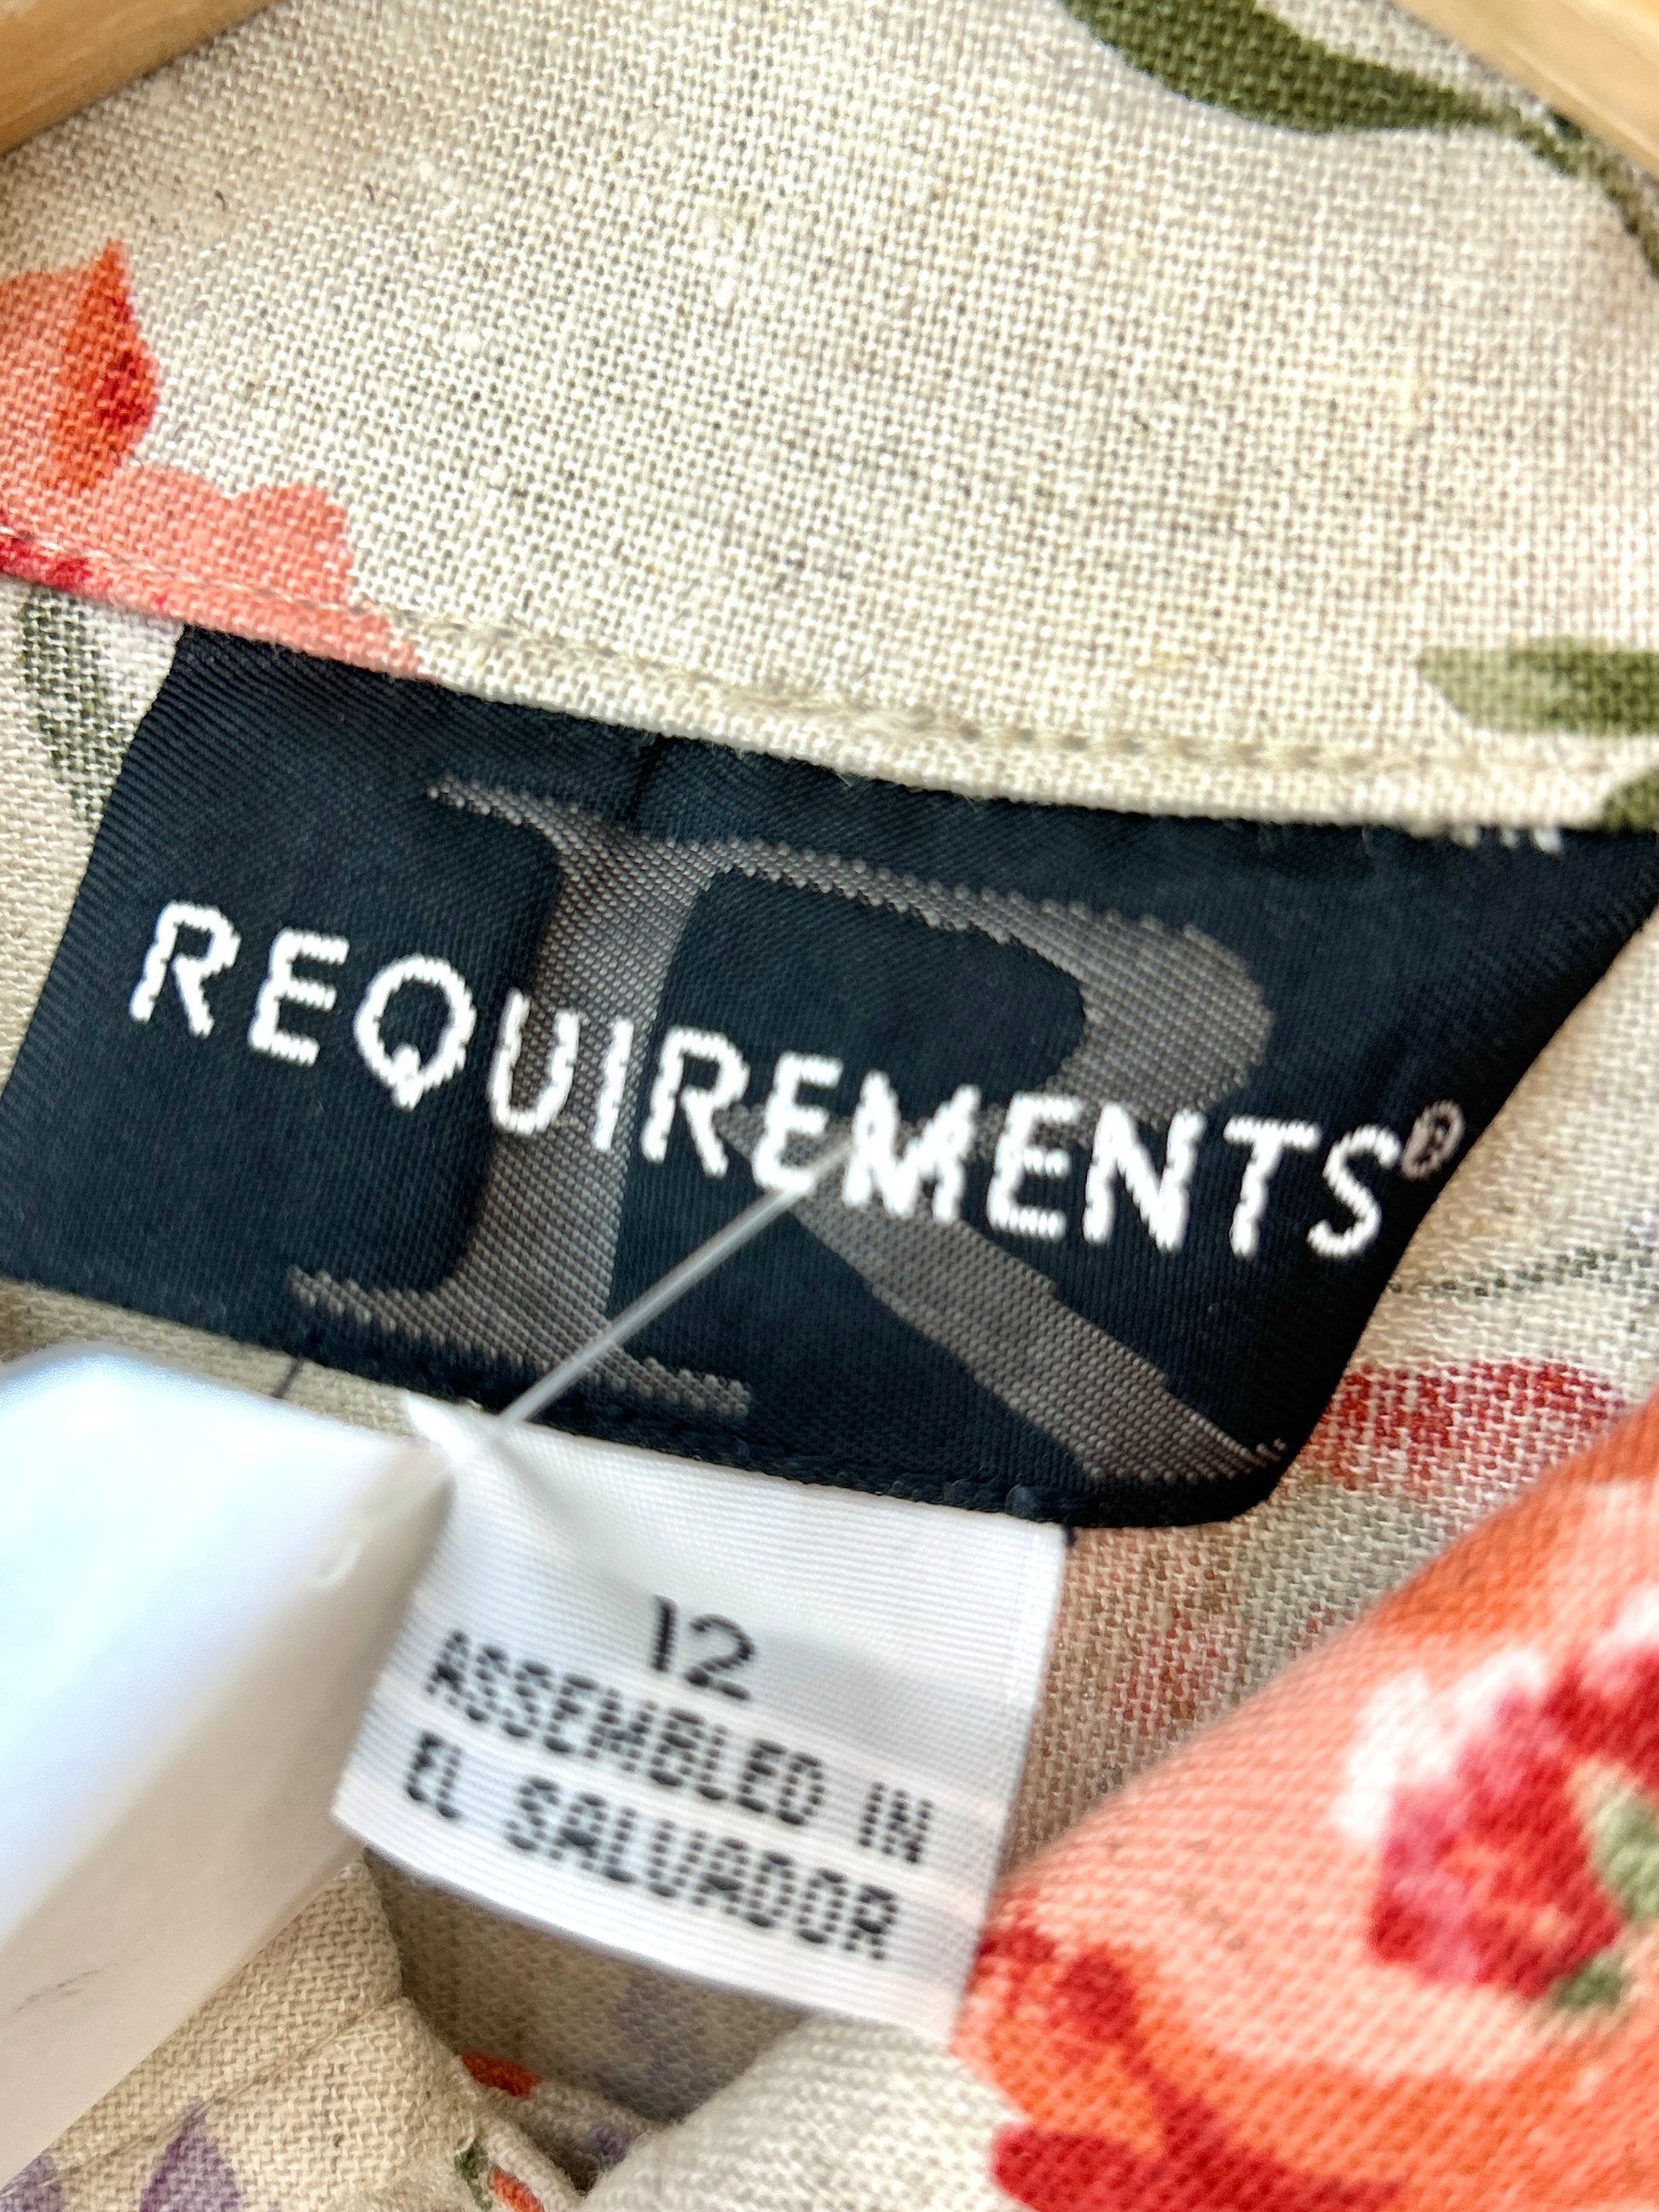 R
REQUIREMENTS®
12
ASSEMBLED IN
EL SALVADOR